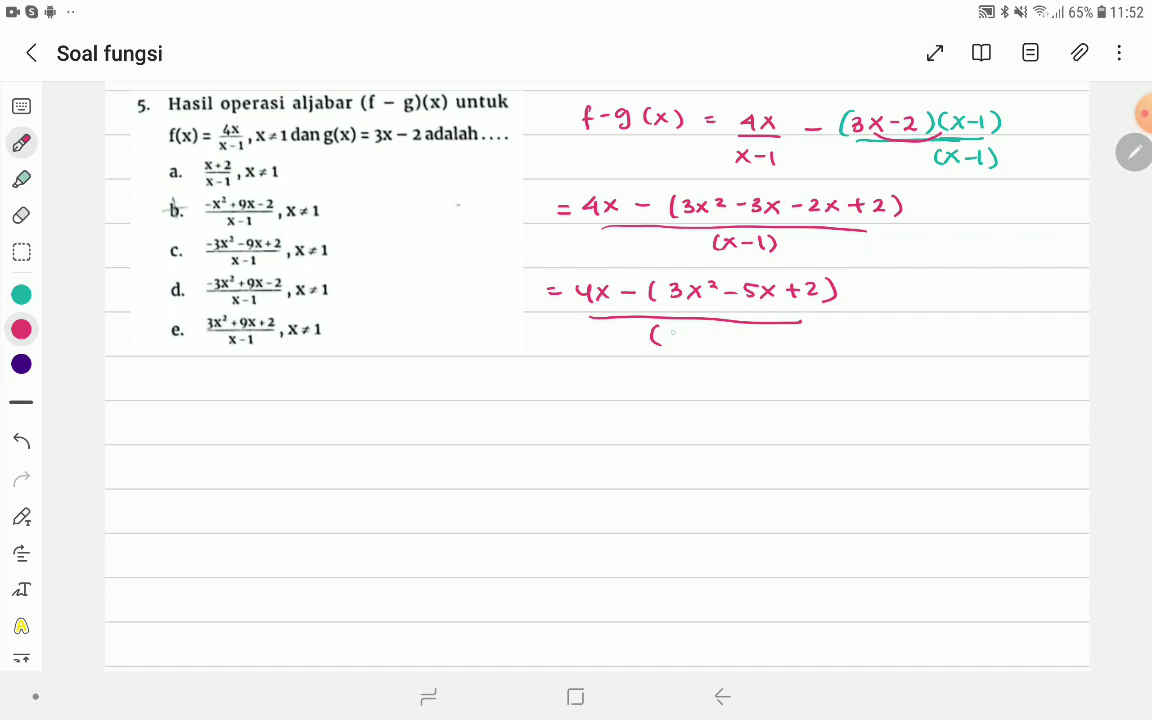 65% 11:52
Soal fungsi
5. Hasil operasi aljabar (f – g)(x) untuk
f(x) = 4x/x – 1 , x ≠ 1 dan g(x) = 3x – 2 adalah . . . .
a. x + 2/x – 1 , x ≠ 1
b. –x² + 9x – 2/x – 1 , x ≠ 1
c. –3x² – 9x + 2/x – 1 , x ≠ 1
d. –3x² + 9x – 2/x – 1 , x ≠ 1
e. 3x² + 9x + 2/x – 1 , x ≠ 1
f-g (x) = 4x/x-1 - (3x-2)(x-1)/(x-1)
= 4x - (3x² -3x -2x +2)/(x-1)
= 4x - (3x² -5x +2)/(